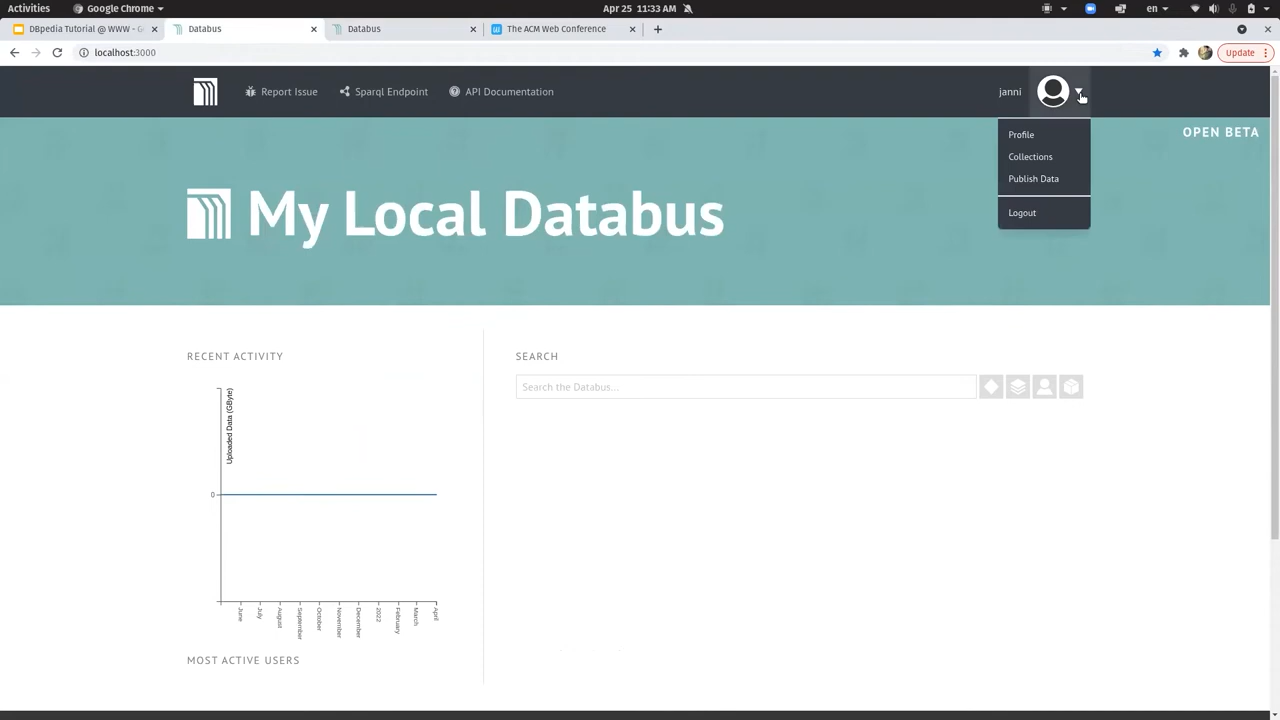 Activities
Google Chrome
Apr 25 11:33 AM
en
DBpedia Tutorial @ WWW - G
Databus
Databus
The ACM Web Conference
localhost:3000
Update
Report Issue
Sparql Endpoint
API Documentation
janni
Profile
Collections
Publish Data
Logout
OPEN BETA
My Local Databus
RECENT ACTIVITY
SEARCH
Search the Databus...
Uploaded Data (GByte)
0
June
July
August
September
October
November
December
2022
February
March
April
MOST ACTIVE USERS